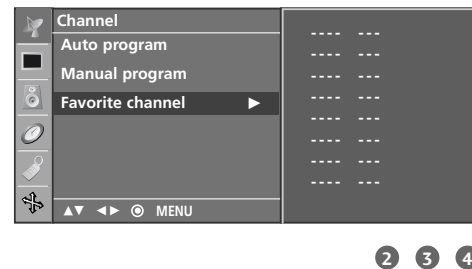 Channel
Auto program
Manual program
Favorite channel ►
▲▼ ◄► ◉ MENU
---- ---
---- ---
---- ---
---- ---
---- ---
---- ---
---- ---
---- ---
2 3 4